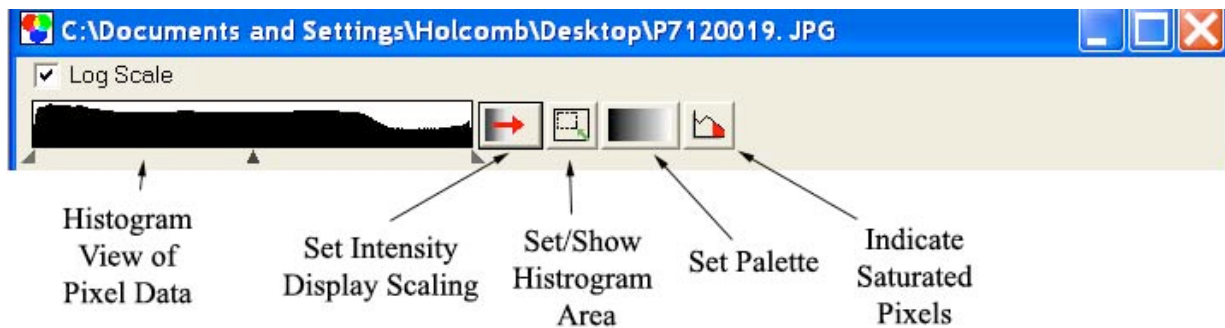 C:\Documents and Settings\Holcomb\Desktop\P7120019.JPG
Log Scale
Histogram
View of
Pixel Data
Set Intensity
Display Scaling
Set/Show
Histrogram
Area
Set Palette
Indicate
Saturated
Pixels